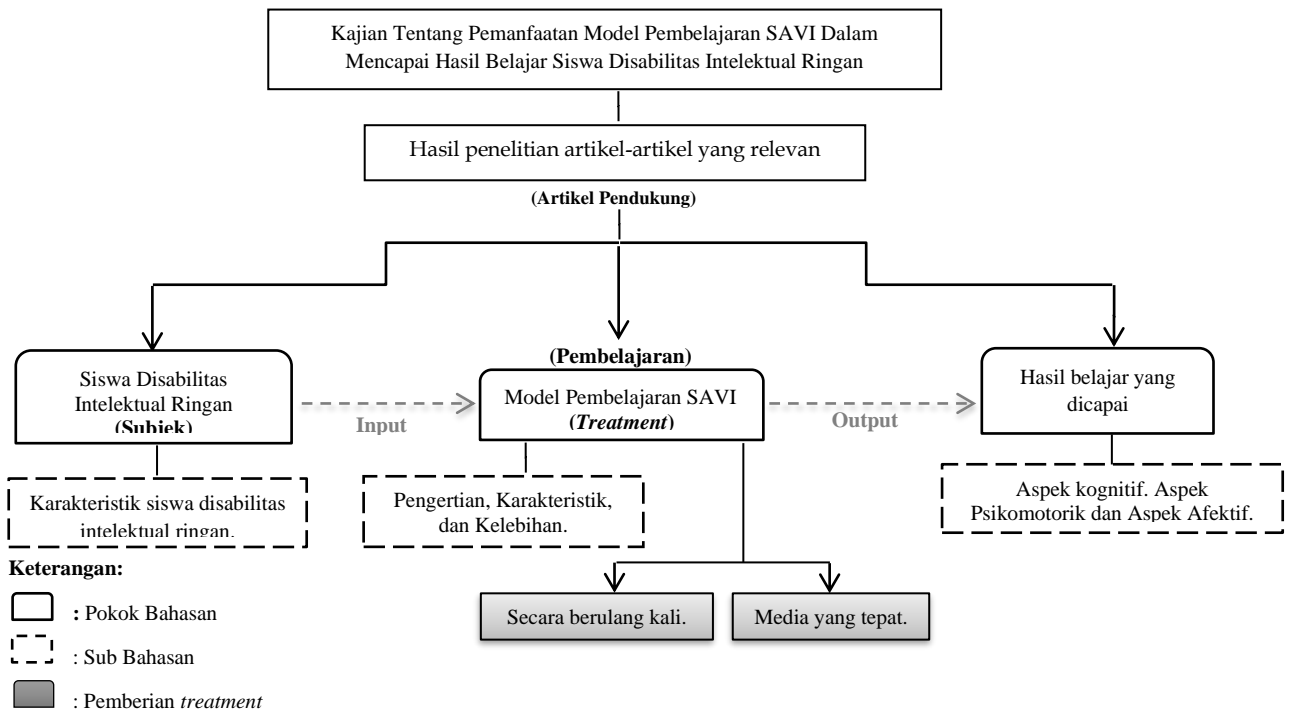 Kajian Tentang Pemanfaatan Model Pembelajaran SAVI Dalam
Mencapai Hasil Belajar Siswa Disabilitas Intelektual Ringan
Hasil penelitian artikel-artikel yang relevan
(Artikel Pendukung)
Siswa Disabilitas
Intelektual Ringan
(Subjek)
Input
(Pembelajaran)
Model Pembelajaran SAVI
(Treatment)
Output
Hasil belajar yang
dicapai
Karakteristik siswa disabilitas
intelektual ringan.
Pengertian, Karakteristik,
dan Kelebihan.
Aspek kognitif. Aspek
Psikomotorik dan Aspek Afektif.
Secara berulang kali.
Media yang tepat.
Keterangan:
: Pokok Bahasan
: Sub Bahasan
: Pemberian treatment